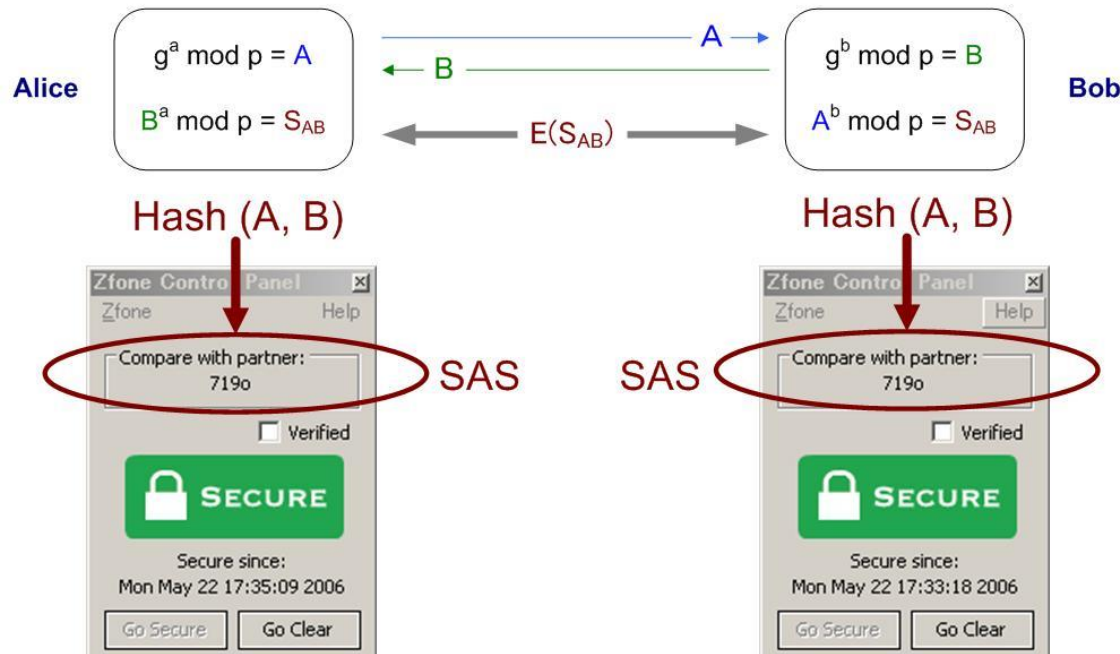 g^a mod p = A
A
g^b mod p = B
Alice
B
Bob
B^a mod p = S_AB
E(S_AB)
A^b mod p = S_AB
Hash (A, B)
Hash (A, B)
Zfone Control Panel
Zfone Help
Compare with partner:
719o
SAS
Verified
SECURE
Secure since:
Mon May 22 17:35:09 2006
Go Secure Go Clear
Zfone Control Panel
Zfone Help
Compare with partner:
719o
SAS
Verified
SECURE
Secure since:
Mon May 22 17:33:18 2006
Go Secure Go Clear